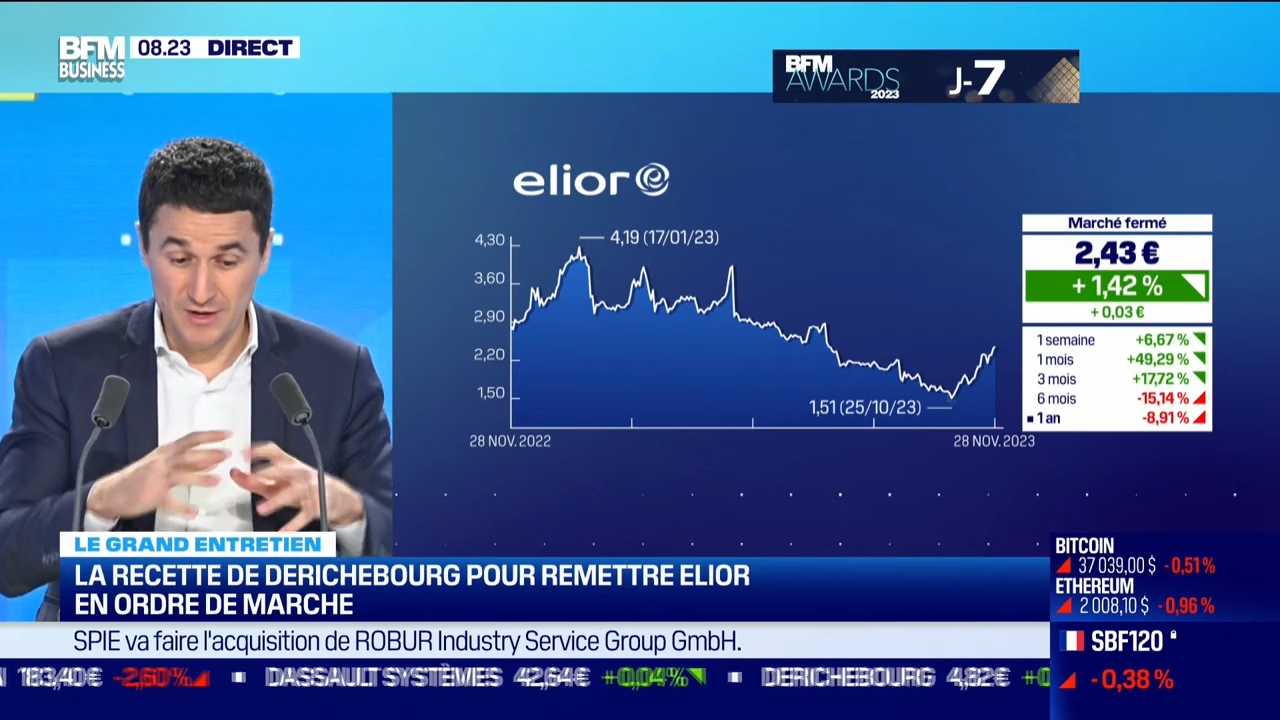 BFM
BUSINESS
08.23 DIRECT
BFM
AWARDS
2023
J-7
elior
4,30
3,60
2,90
2,20
1,50
4,19 (17/01/23)
1,51 (25/10/23)
28 NOV. 2022
28 NOV. 2023
Marché fermé
2,43 €
+ 1,42 %
+ 0,03 €
1 semaine +6,67 %
1 mois +49,29 %
3 mois +17,72 %
6 mois -15,14 %
1 an -8,91 %
LE GRAND ENTRETIEN
LA RECETTE DE DERICHEBOURG POUR REMETTRE ELIOR
EN ORDRE DE MARCHE
SPIE va faire l'acquisition de ROBUR Industry Service Group GmbH.
183,40€ -2,60% DASSAULT SYSTÈMES 42,64€ +0,04% DERICHEBOURG 4,82€ +0
BITCOIN
37 039,00 $ -0,51 %
ETHEREUM
2 008,10 $ -0,96 %
SBF120
-0,38 %